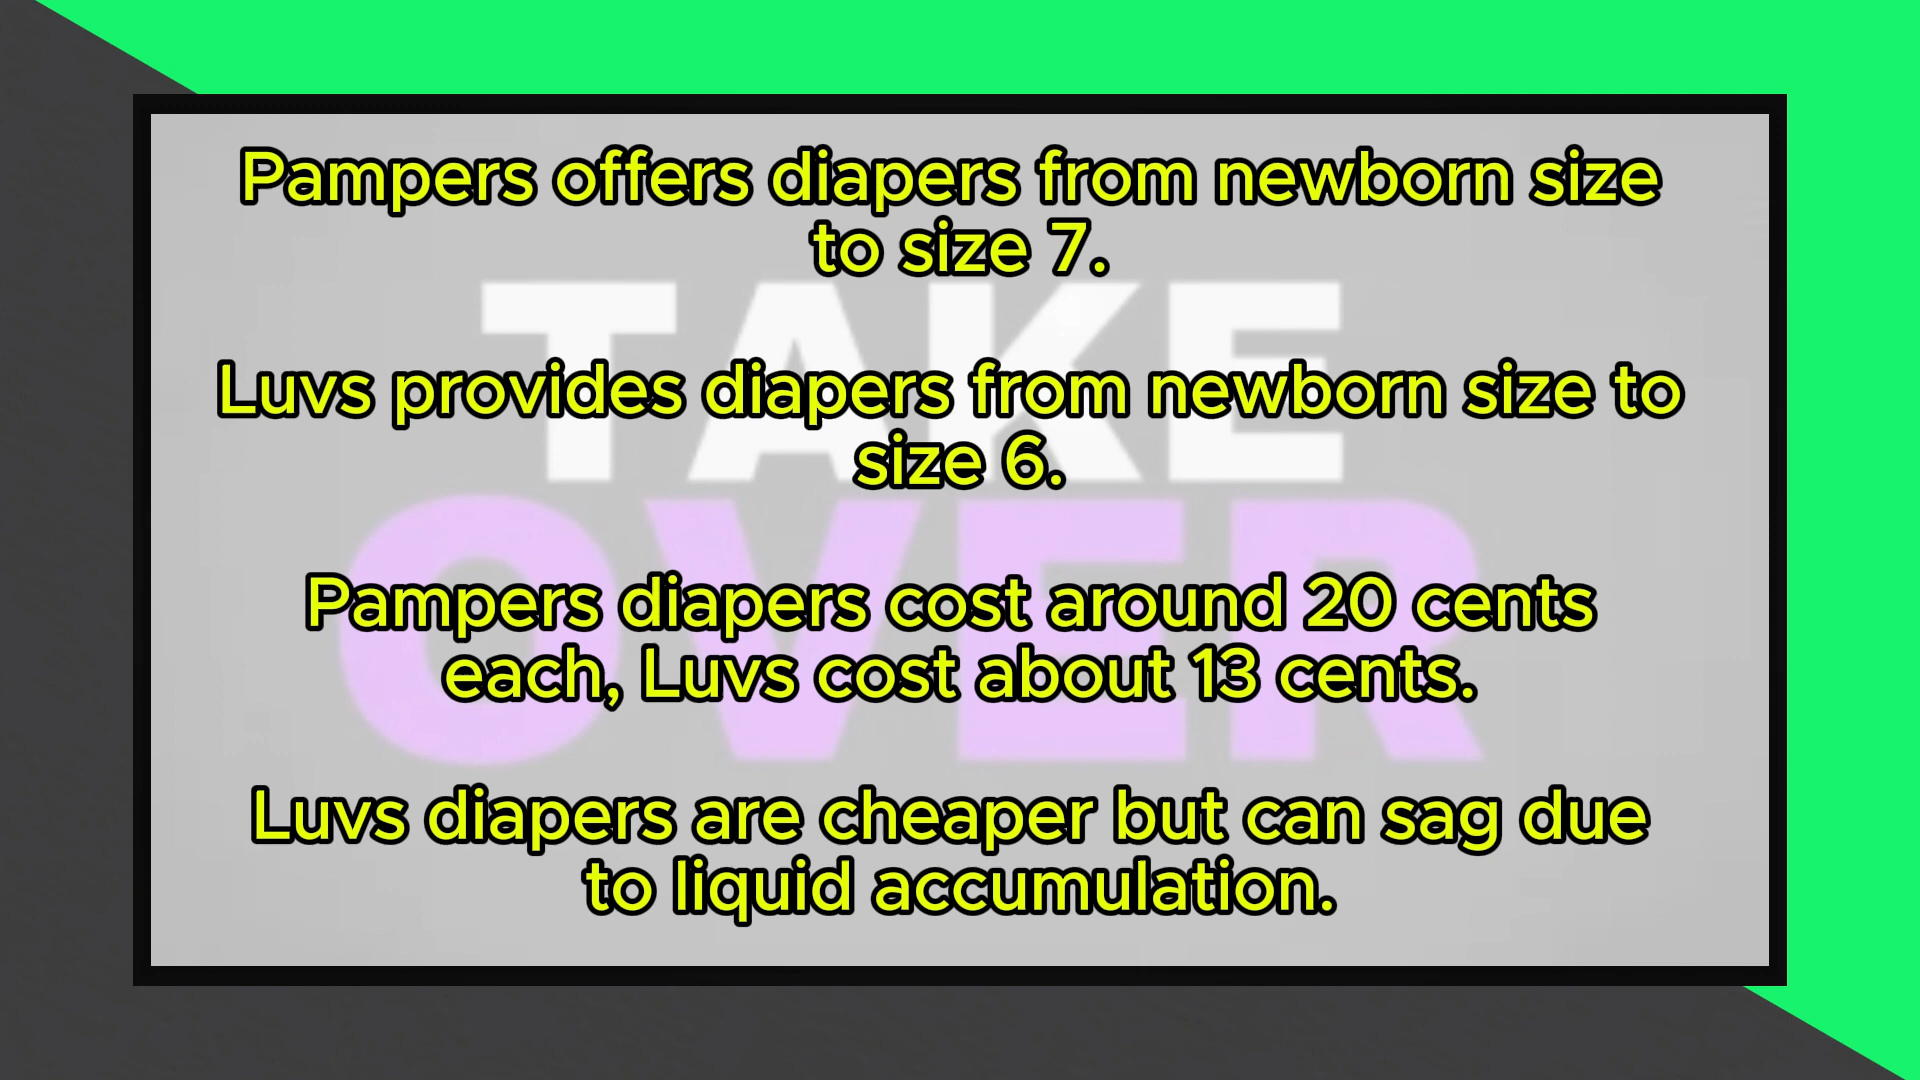 Pampers offers diapers from newborn size
to size 7.
TAKE
Luvs provides diapers from newborn size to
size 6.
OVER
Pampers diapers cost around 20 cents
each, Luvs cost about 13 cents.
Luvs diapers are cheaper but can sag due
to liquid accumulation.